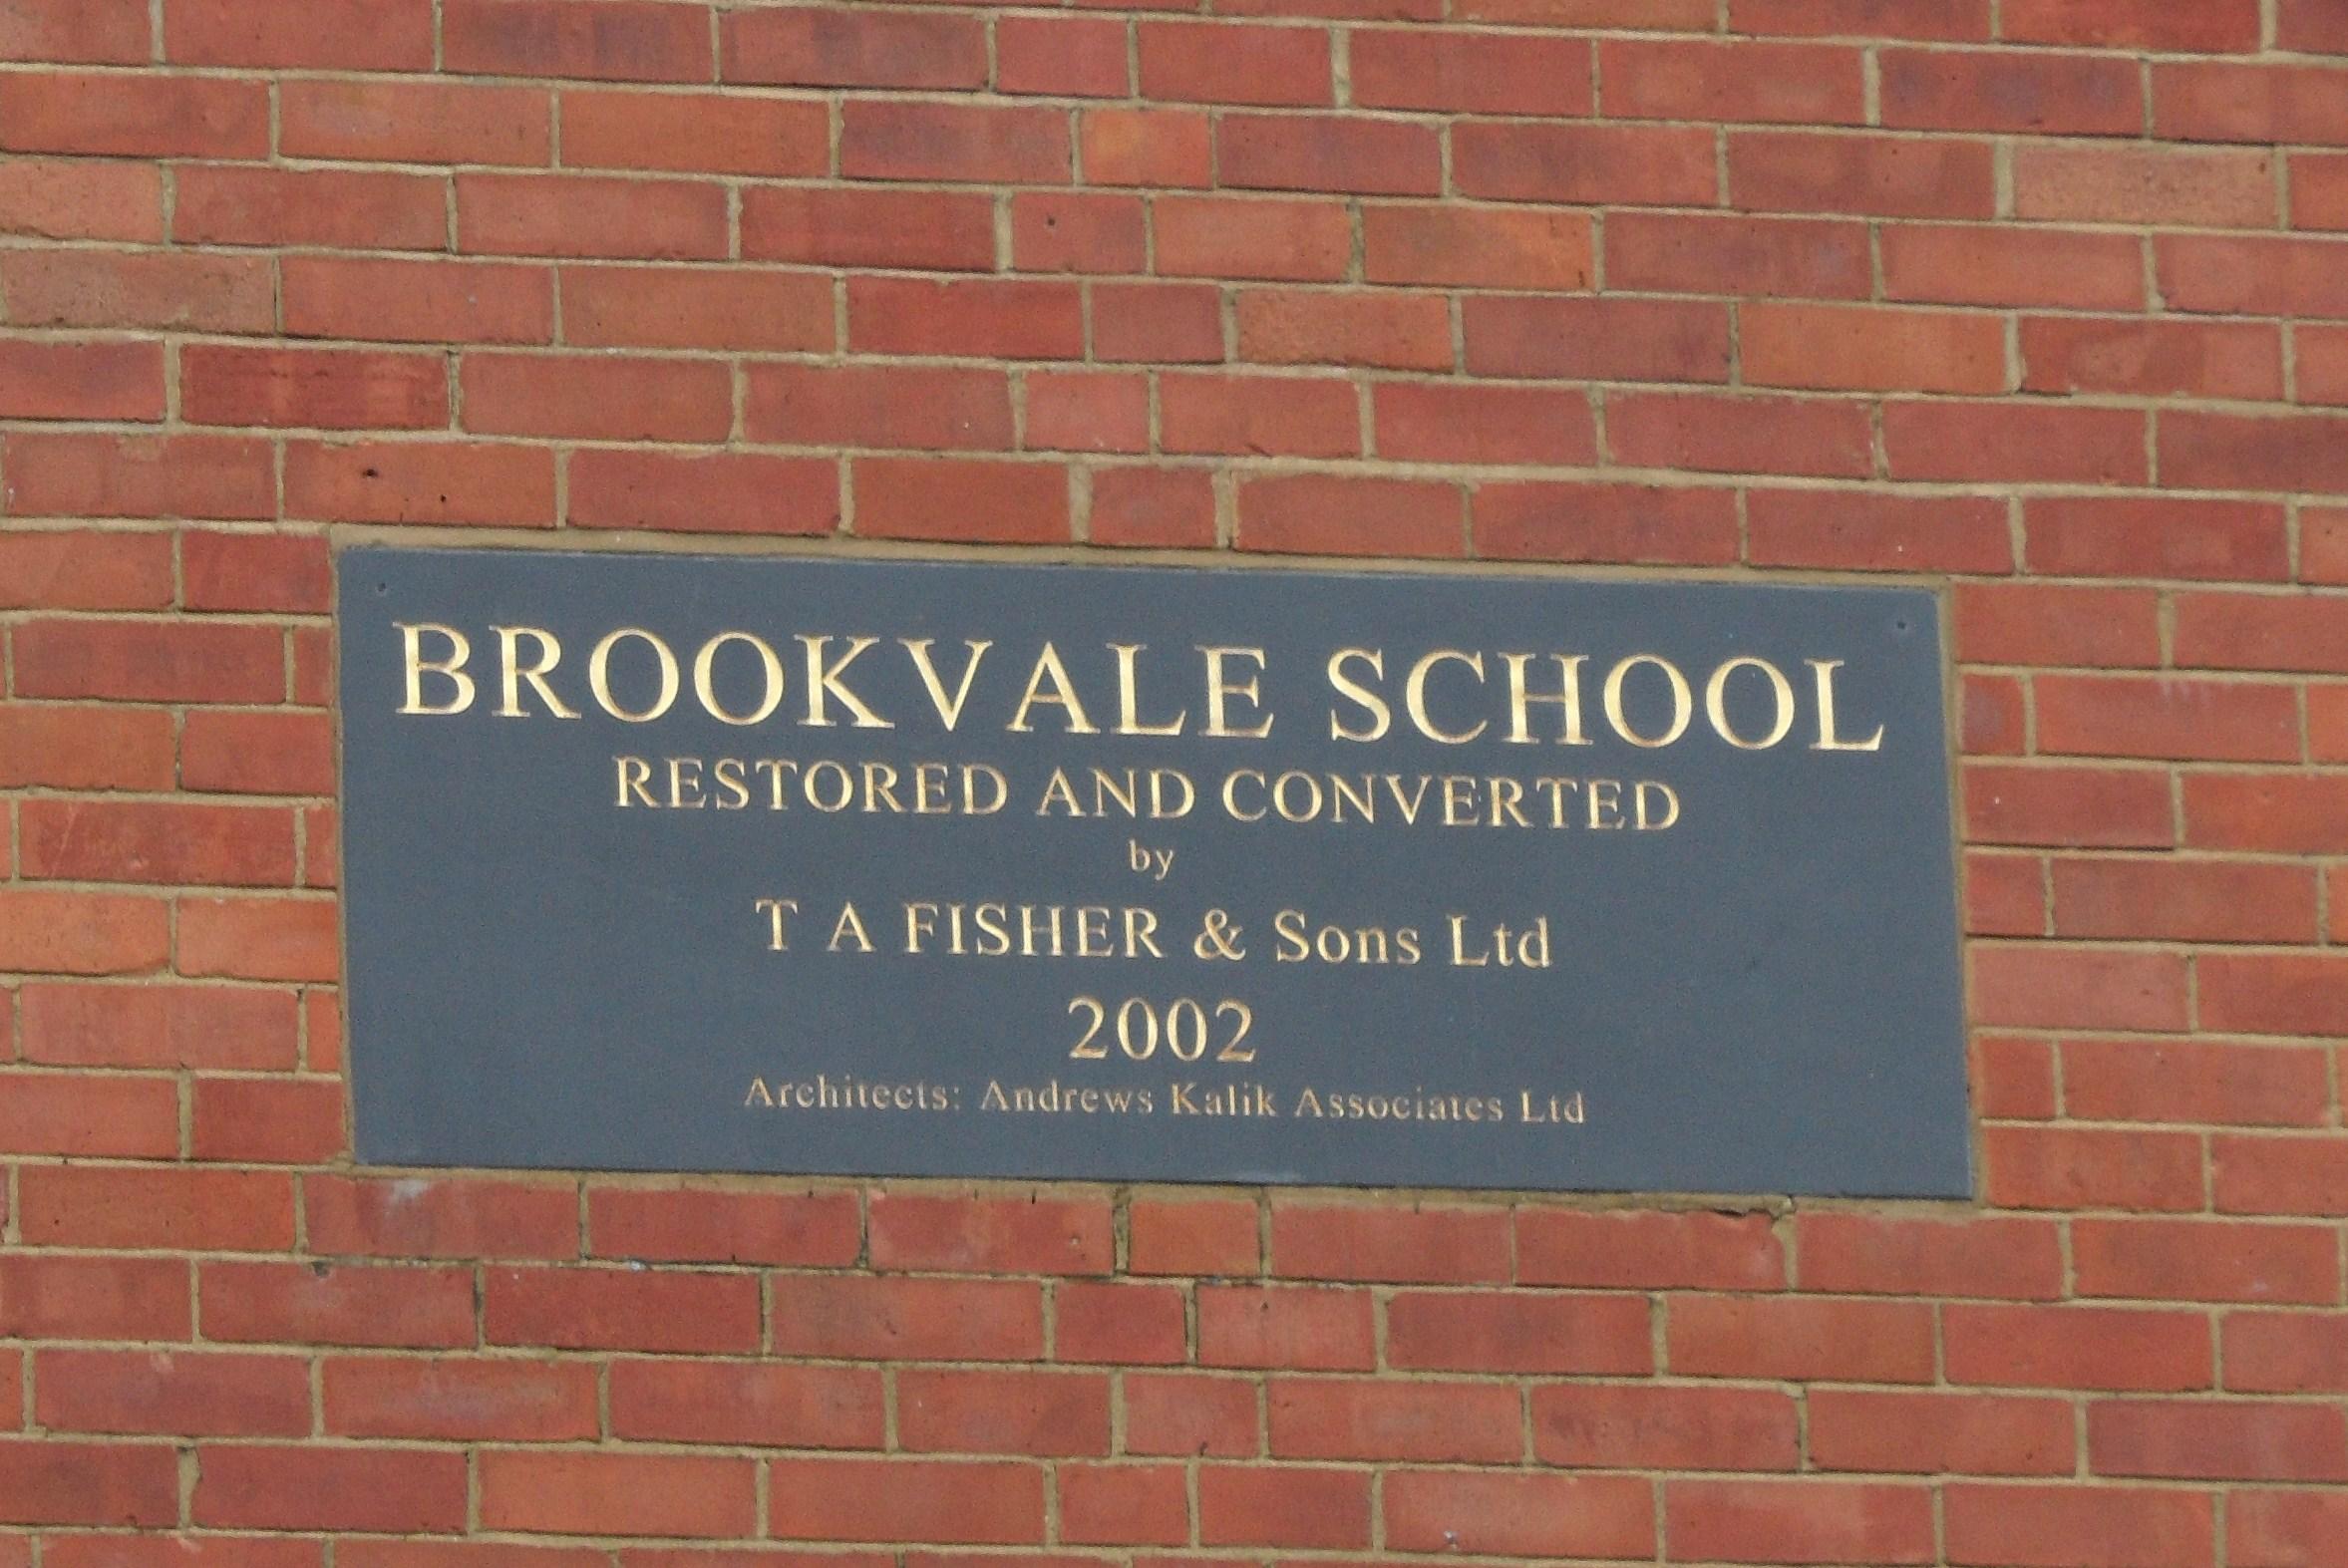 BROOKVALE SCHOOL
RESTORED AND CONVERTED
by
T A FISHER & Sons Ltd
2002
Architects: Andrews Kalik Associates Ltd